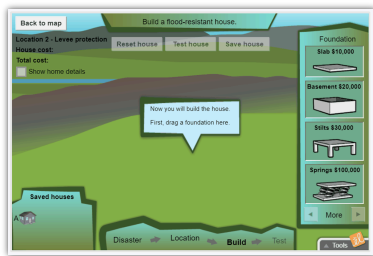 Back to map
Build a flood-resistant house.
Location 2 - Levee protection
House cost:
Total cost:
Show home details
Reset house
Test house
Save house
Now you will build the house.
First, drag a foundation here.
Foundation
Slab $10,000
Basement $20,000
Stilts $30,000
Springs $100,000
More
Saved houses
A
Disaster
Location
Build
Test
Tools